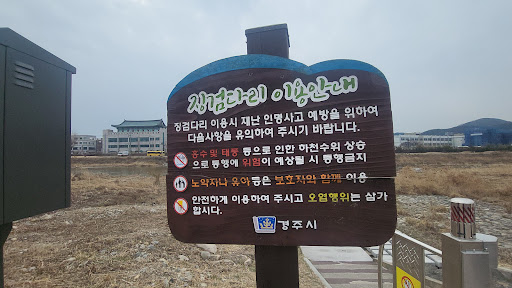 징검다리 이용안내
징검다리 이용시 재난 안동사고 예방을 위하여
다음사항을 유의하여 주시기 바랍니다.
홍수 및 태풍 등으로 인한 하천수위 상승
으로 통행에 위험이 예상될 시 통행금지
노약자나 유아등은 보호자와 함께 이용
안전하게 이용하여 주시고 오염행위는 삼가
합시다.
경주시